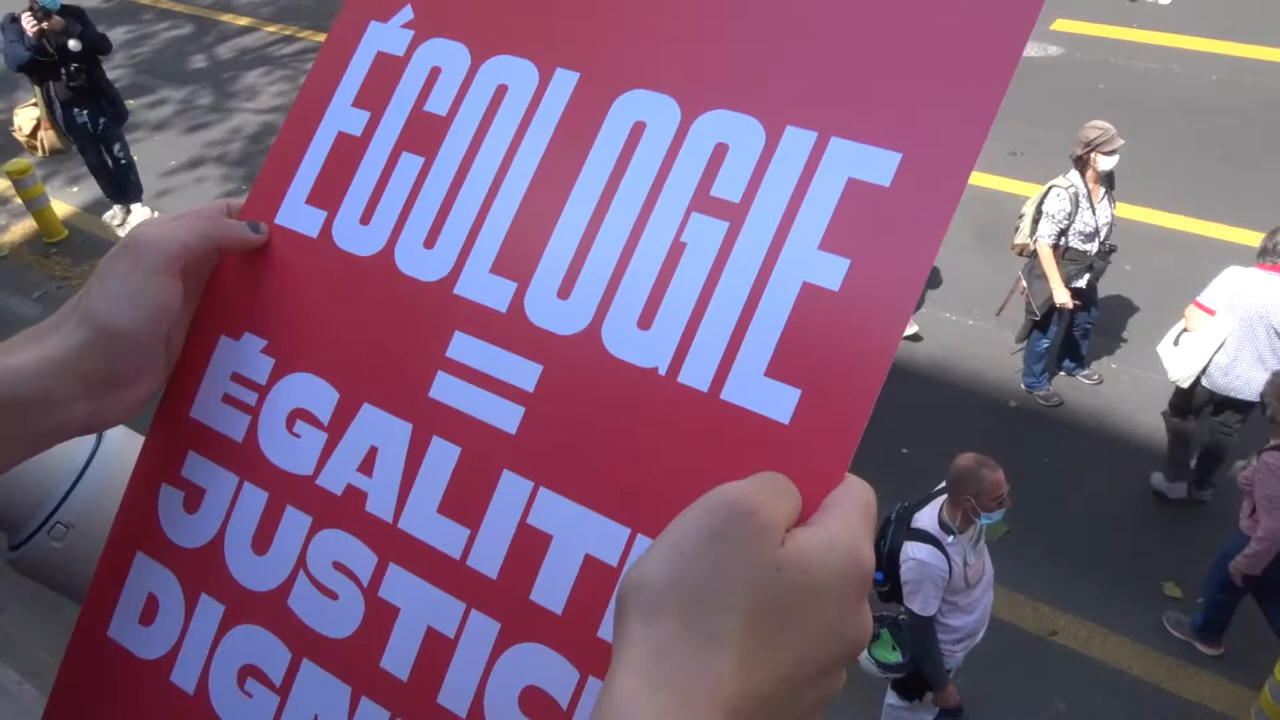 ÉCOLOGIE
=
ÉGALIT
JUSTIC
DIGN